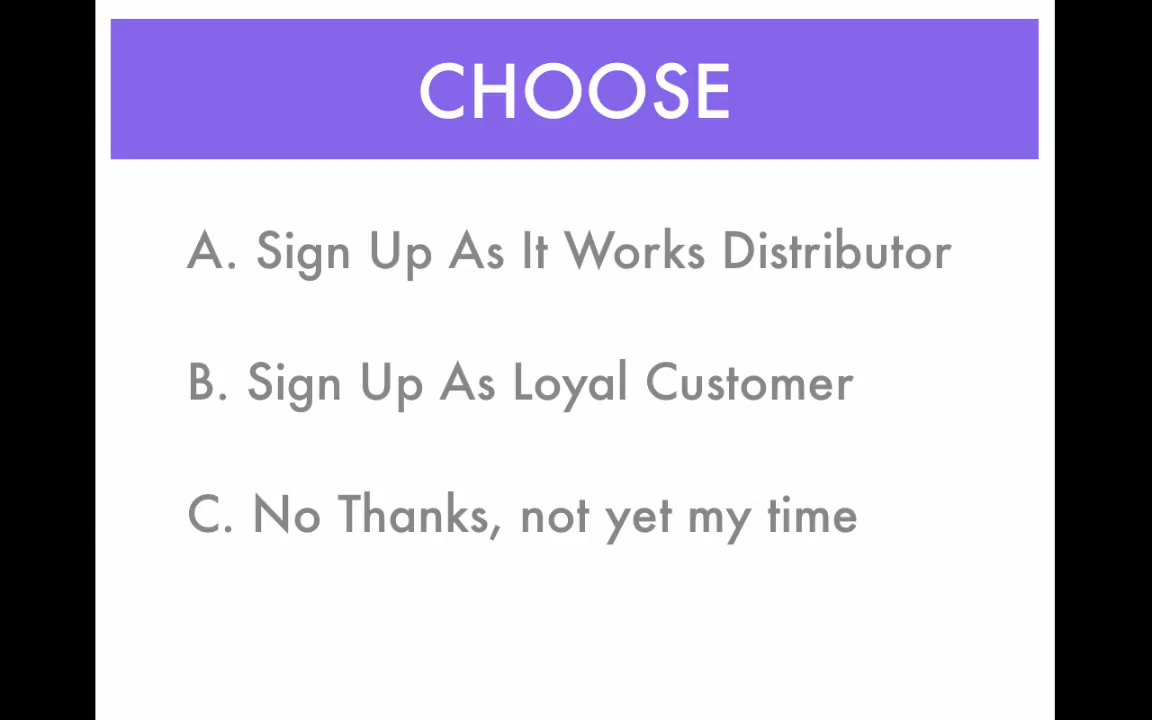 CHOOSE
A. Sign Up As It Works Distributor
B. Sign Up As Loyal Customer
C. No Thanks, not yet my time